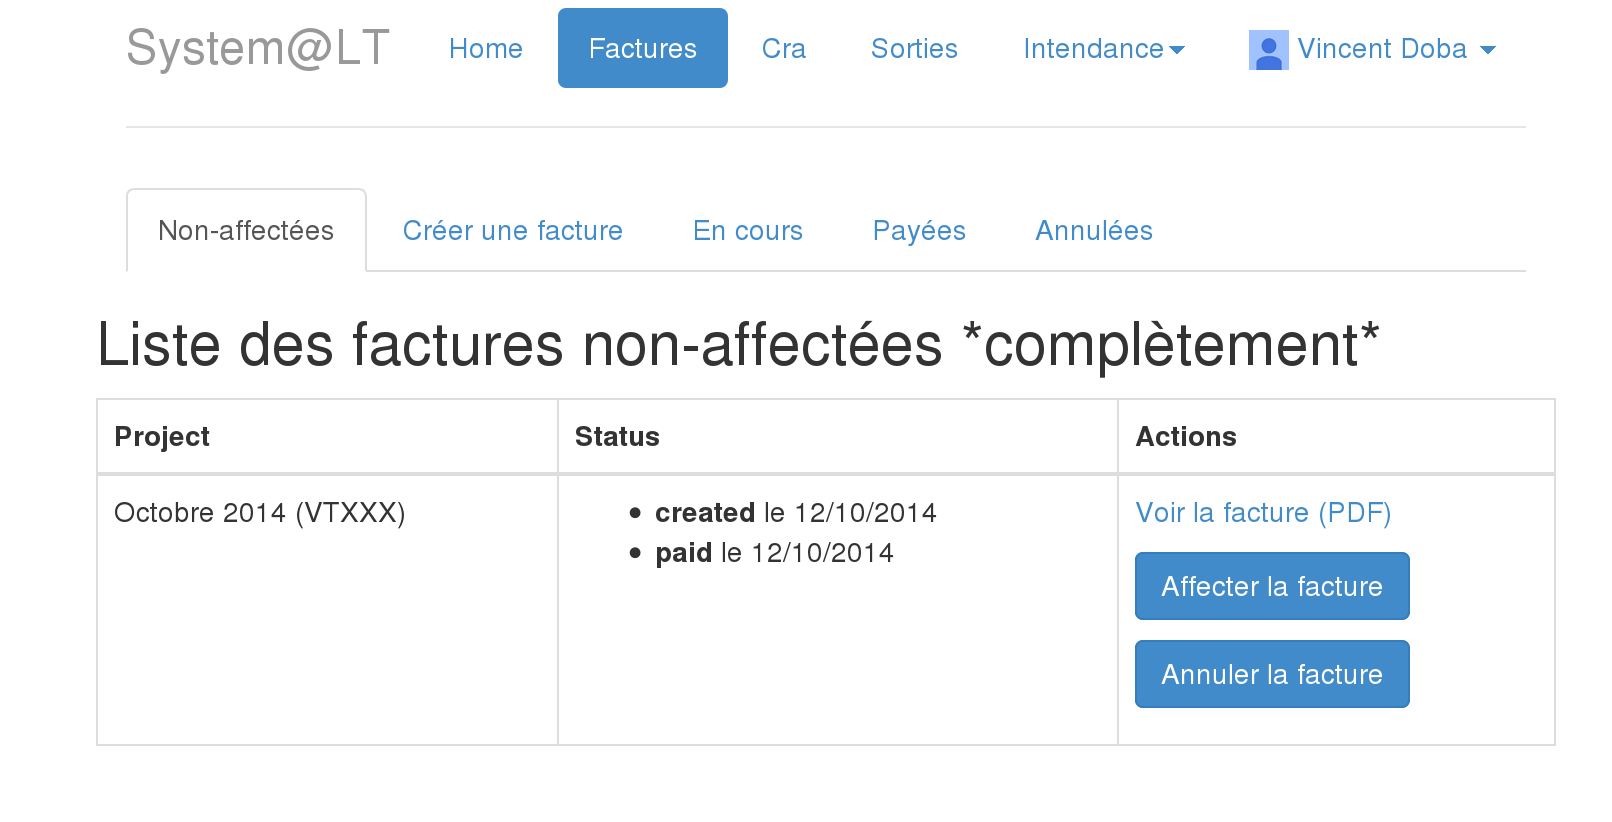 System@LT Home Factures Cra Sorties Intendance Vincent Doba
Non-affectées Créer une facture En cours Payées Annulées
Liste des factures non-affectées *complètement*
Project Status Actions
Octobre 2014 (VTXXX) • created le 12/10/2014 Voir la facture (PDF)
• paid le 12/10/2014
Affecter la facture
Annuler la facture